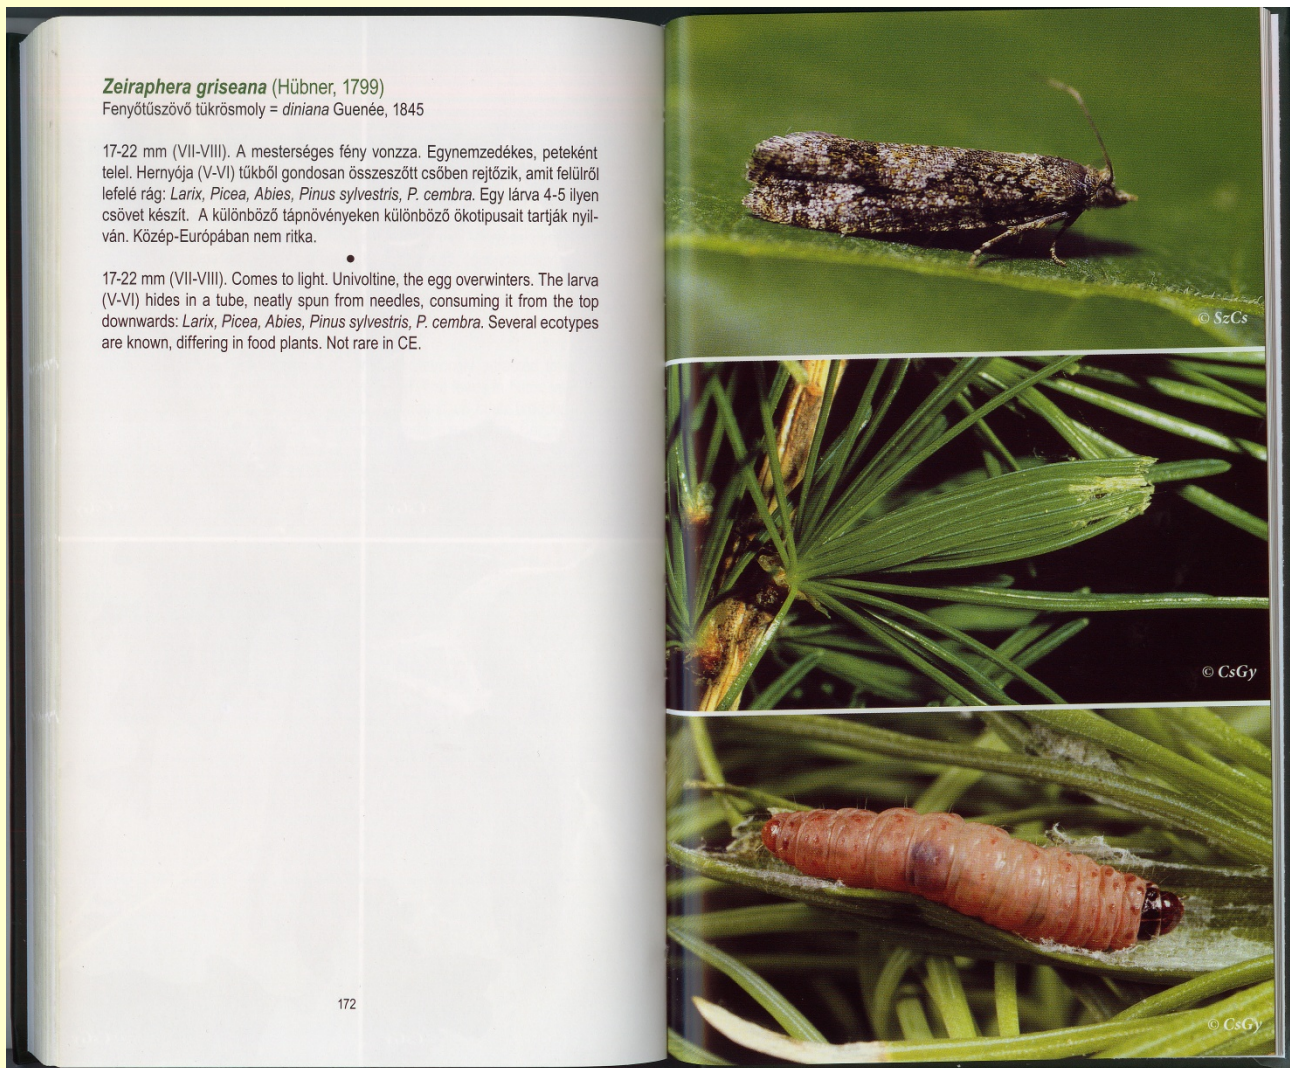 Zeiraphera griseana (Hübner, 1799)
Fenyőtűszövő tükrösmoly = diniana Guenée, 1845
17-22 mm (VII-VIII). A mesterséges fény vonzza. Egynemzedékes, peteként
telel. Hernyója (V-VI) tűkből gondosan összeszőtt csőben rejtőzik, amit felülről
lefelé rág: Larix, Picea, Abies, Pinus sylvestris, P. cembra. Egy lárva 4-5 ilyen
csövet készít. A különböző tápnövényeken különböző ökotipusait tartják nyil-
ván. Közép-Európában nem ritka.
●
17-22 mm (VII-VIII). Comes to light. Univoltine, the egg overwinters. The larva
(V-VI) hides in a tube, neatly spun from needles, consuming it from the top
downwards: Larix, Picea, Abies, Pinus sylvestris, P. cembra. Several ecotypes
are known, differing in food plants. Not rare in CE.
172
© SzCs
© CsGy
© CsGy